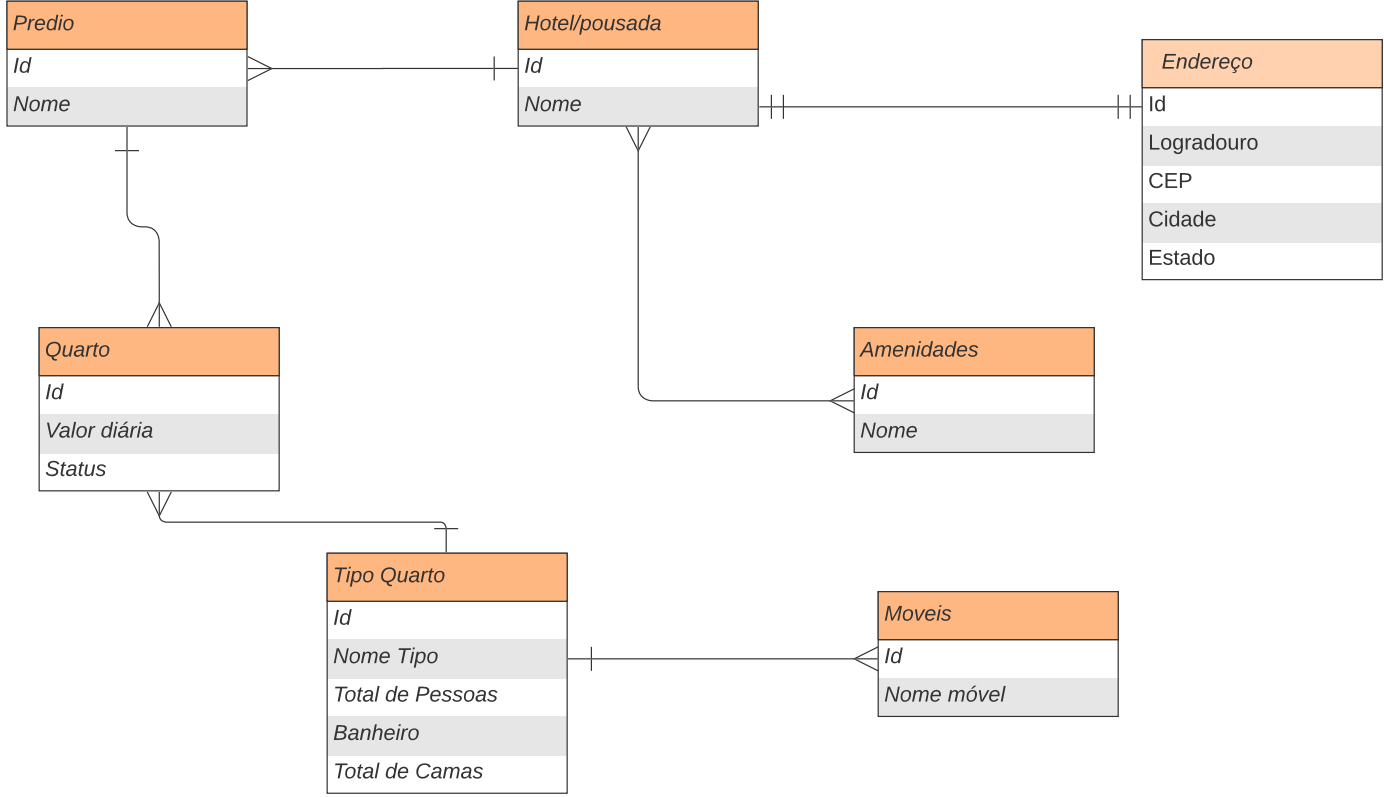 Predio
Id
Nome
Hotel/pousada
Id
Nome
Endereço
Id
Logradouro
CEP
Cidade
Estado
Quarto
Id
Valor diária
Status
Amenidades
Id
Nome
Tipo Quarto
Id
Nome Tipo
Total de Pessoas
Banheiro
Total de Camas
Moveis
Id
Nome móvel